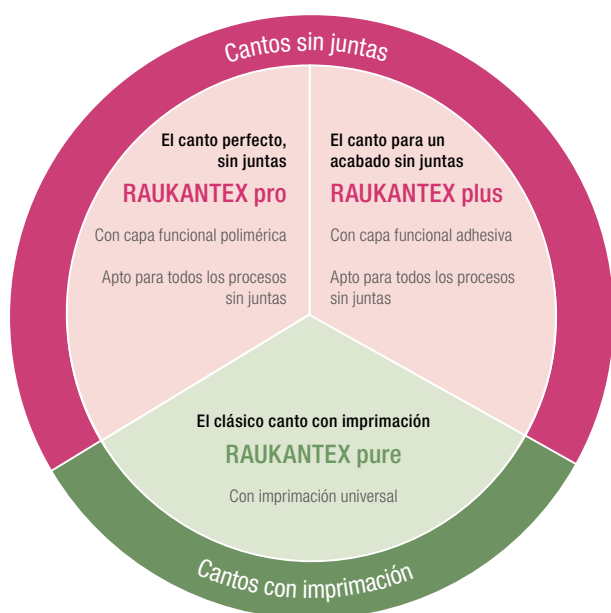 Cantos sin juntas
El canto perfecto,
sin juntas
RAUKANTEX pro
Con capa funcional polimérica
Apto para todos los procesos
sin juntas
El canto para un
acabado sin juntas
RAUKANTEX plus
Con capa funcional adhesiva
Apto para todos los procesos
sin juntas
El clásico canto con imprimación
RAUKANTEX pure
Con imprimación universal
Cantos con imprimación